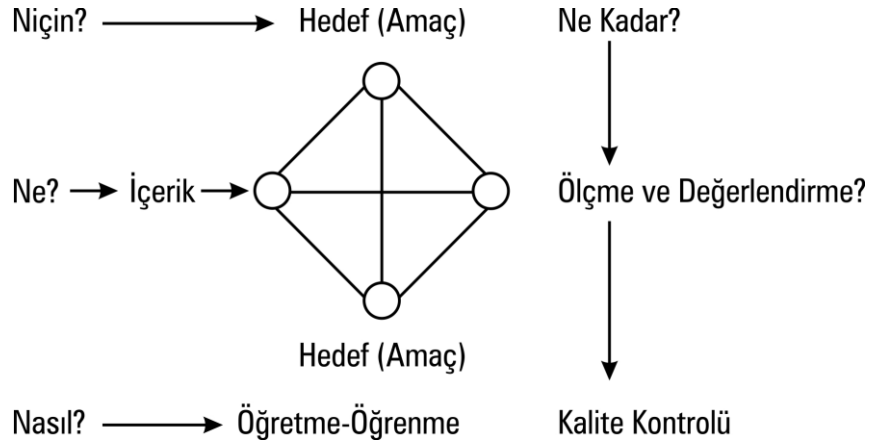 Niçin? Hedef (Amaç) Ne Kadar?
Ne? İçerik Ölçme ve Değerlendirme?
Hedef (Amaç)
Nasıl? Öğretme-Öğrenme Kalite Kontrolü